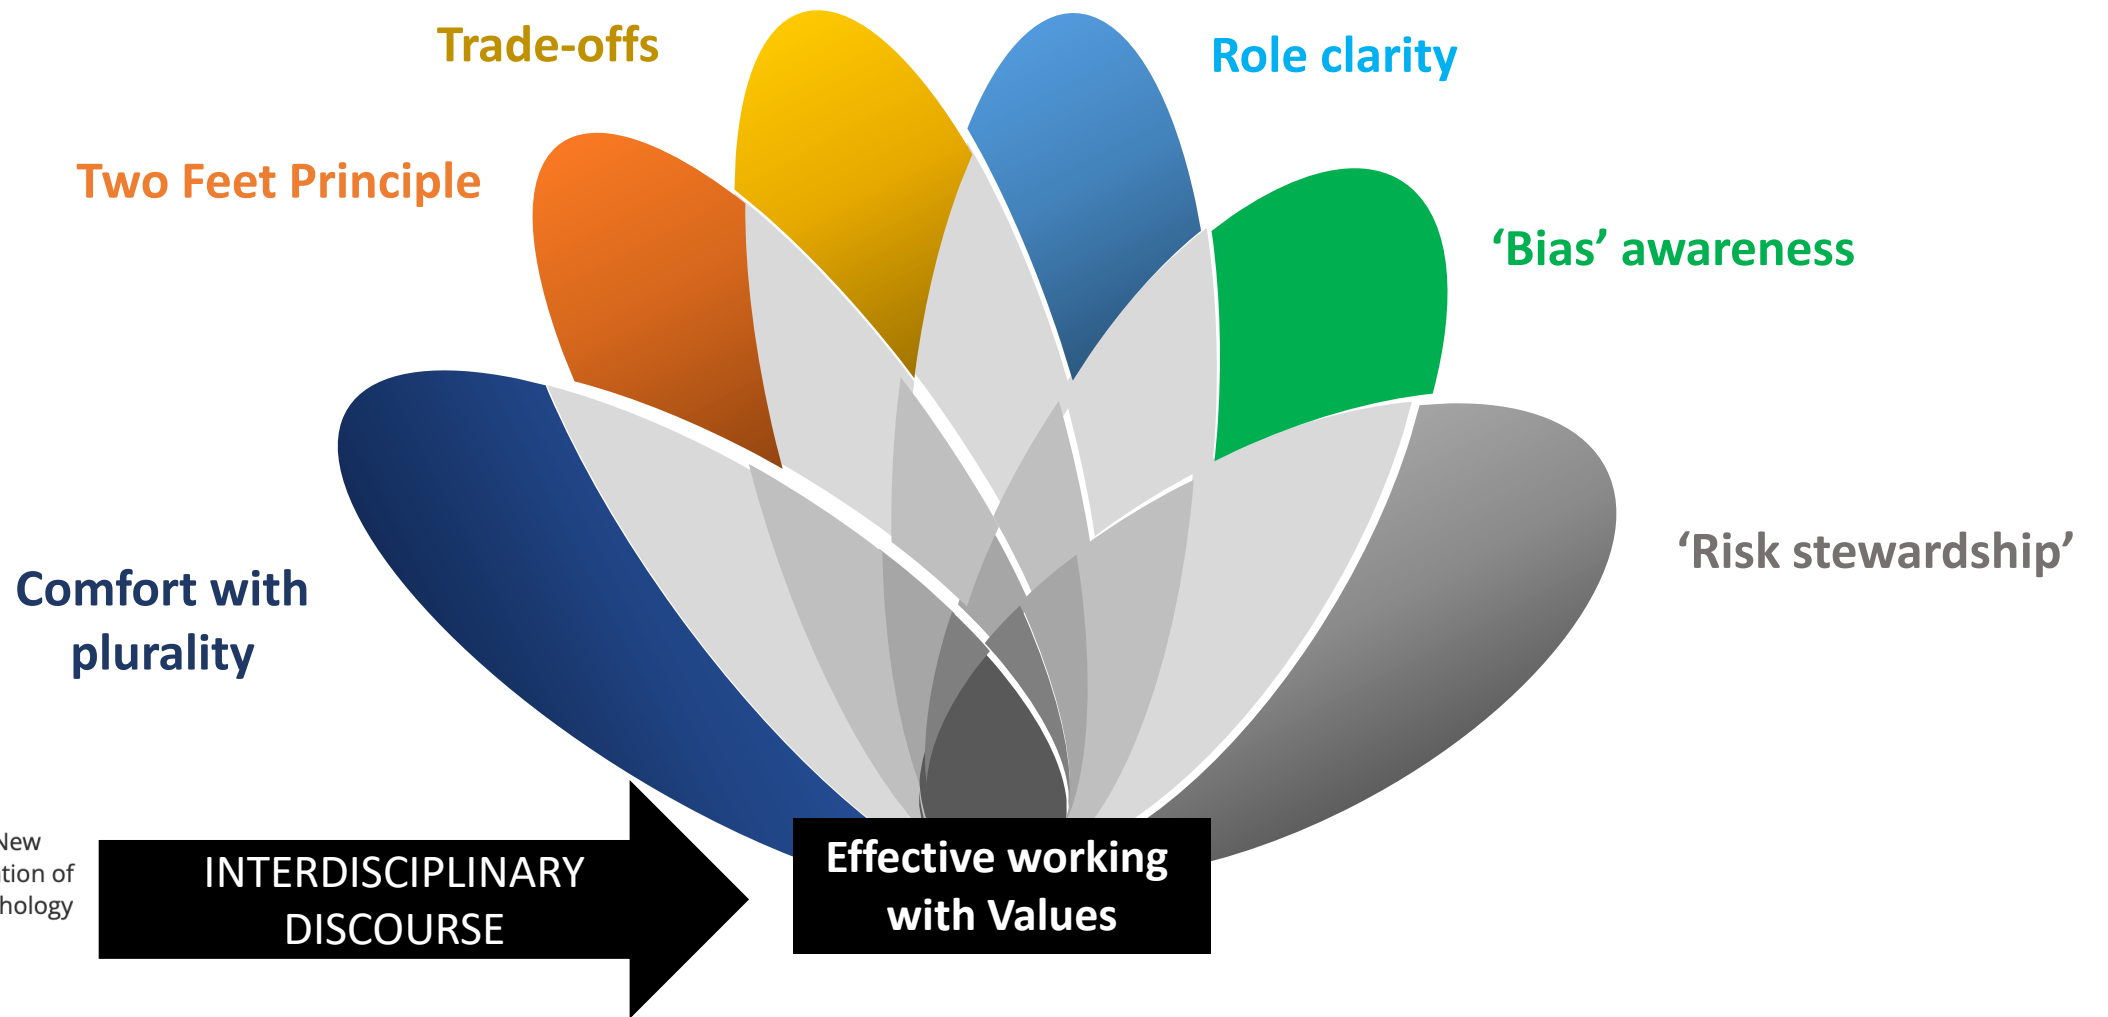 Trade-offs
Role clarity
Two Feet Principle
‘Bias’ awareness
‘Risk stewardship’
Comfort with
plurality
New
of
INTERDISCIPLINARY
DISCOURSE
Effective working
with Values